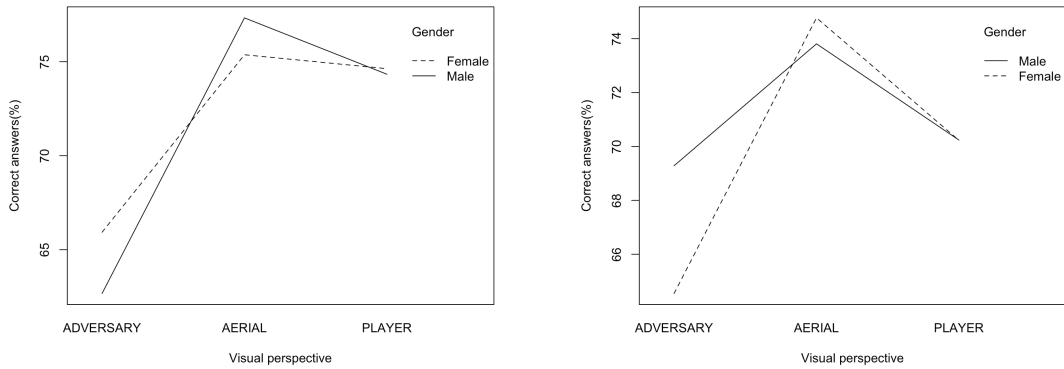 Correct answers(%)
75
70
65
Gender
Female
Male
ADVERSARY AERIAL PLAYER
Visual perspective
Correct answers(%)
74
72
70
68
66
Gender
Male
Female
ADVERSARY AERIAL PLAYER
Visual perspective